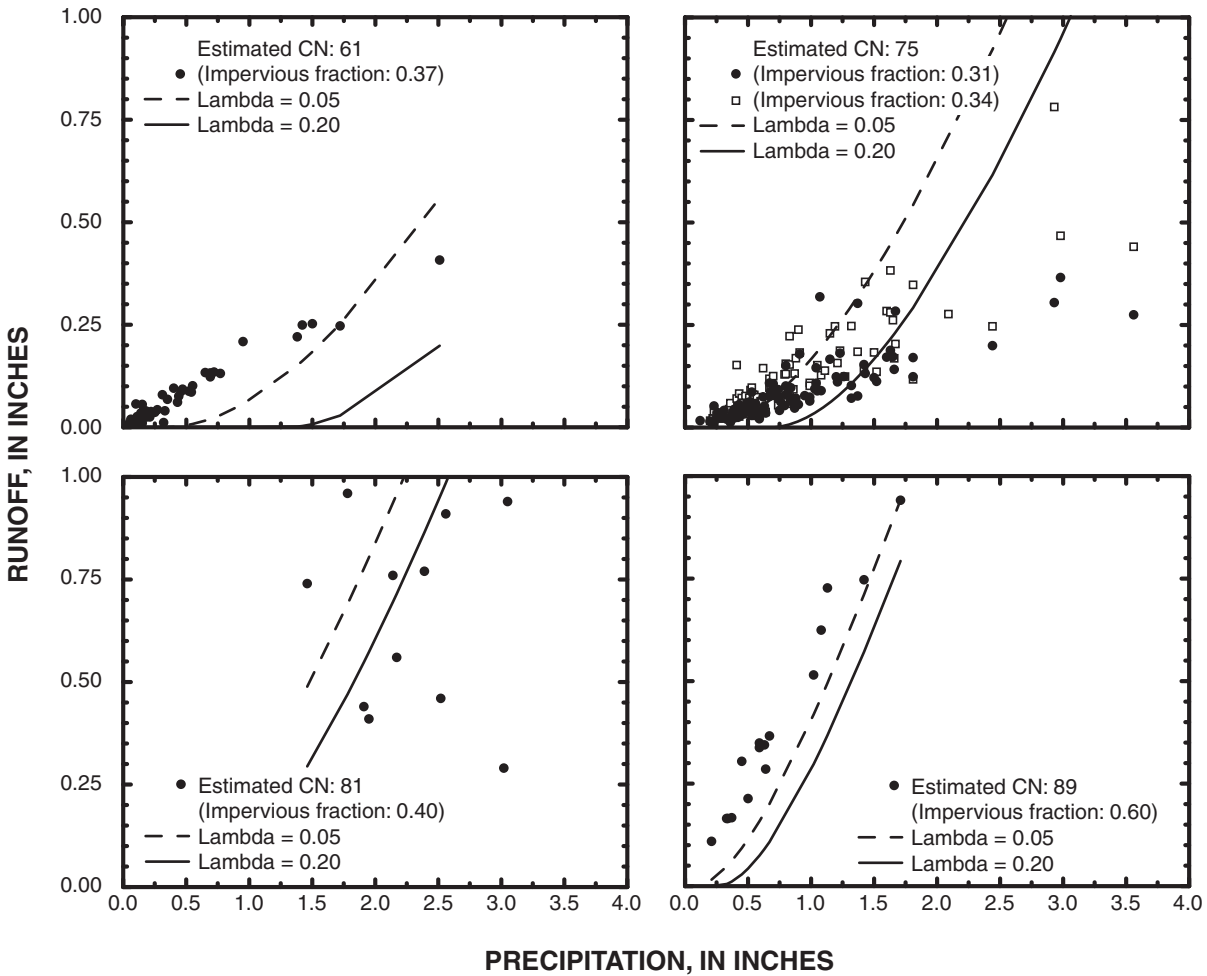 RUNOFF, IN INCHES
1.00
0.75
0.50
0.25
0.00
Estimated CN: 61
(Impervious fraction: 0.37)
Lambda = 0.05
Lambda = 0.20
Estimated CN: 75
(Impervious fraction: 0.31)
(Impervious fraction: 0.34)
Lambda = 0.05
Lambda = 0.20
1.00
0.75
0.50
0.25
0.00
Estimated CN: 81
(Impervious fraction: 0.40)
Lambda = 0.05
Lambda = 0.20
0.0 0.5 1.0 1.5 2.0 2.5 3.0 3.5 4.0
Estimated CN: 89
(Impervious fraction: 0.60)
Lambda = 0.05
Lambda = 0.20
0.0 0.5 1.0 1.5 2.0 2.5 3.0 3.5 4.0
PRECIPITATION, IN INCHES